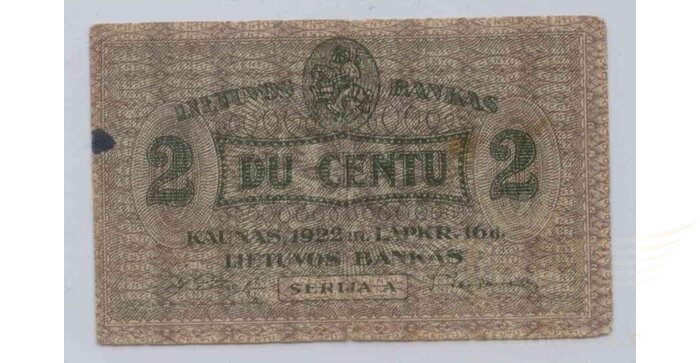 LIETUVOS BANKAS
2 DU CENTU 2
KAUNAS, 1922 m. LAPKR. 16 d.
LIETUVOS BANKAS
SERIJA A